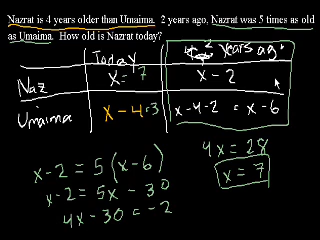 Nazrat is 4 years older than Umaima. 2 years ago, Nazrat was 5 times as old
as Umaima. How old is Nazrat today?
Today 2 years ago
Naz x = 7 x - 2
Umaima x - 4 = 3 x - 4 - 2 = x - 6
x - 2 = 5 (x - 6) 4x = 28
x - 2 = 5x - 30 x = 7
4x - 30 = -2